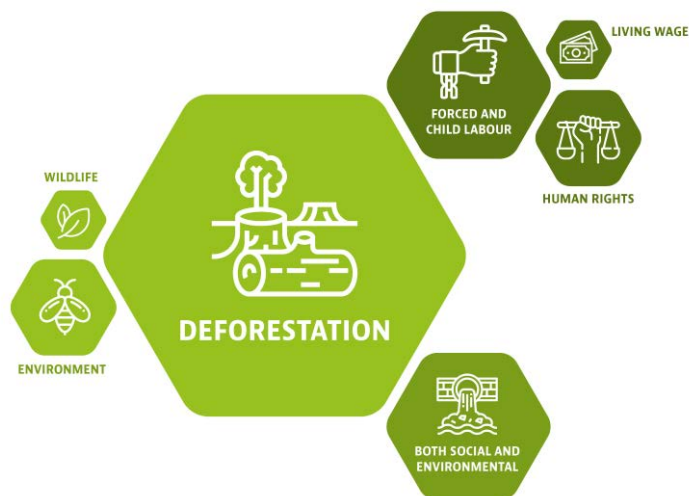 LIVING WAGE
FORCED AND
CHILD LABOUR
HUMAN RIGHTS
WILDLIFE
DEFORESTATION
ENVIRONMENT
BOTH SOCIAL AND
ENVIRONMENTAL